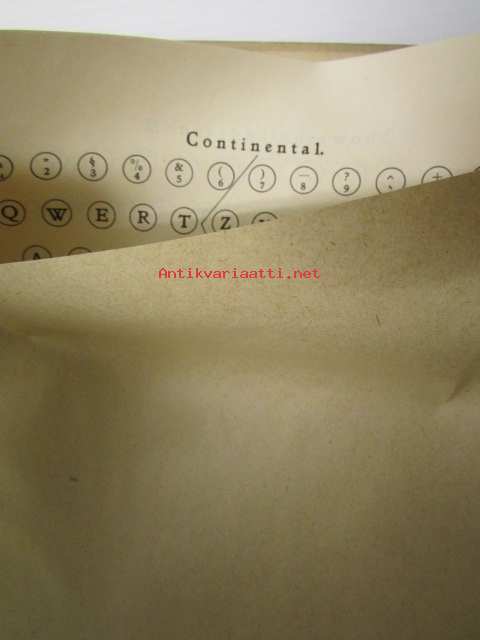 Continental.
" § % & ( ) — ?
2 3 4 5 6 7 8 9
Q W E R T Z
Antikvariaatti.net